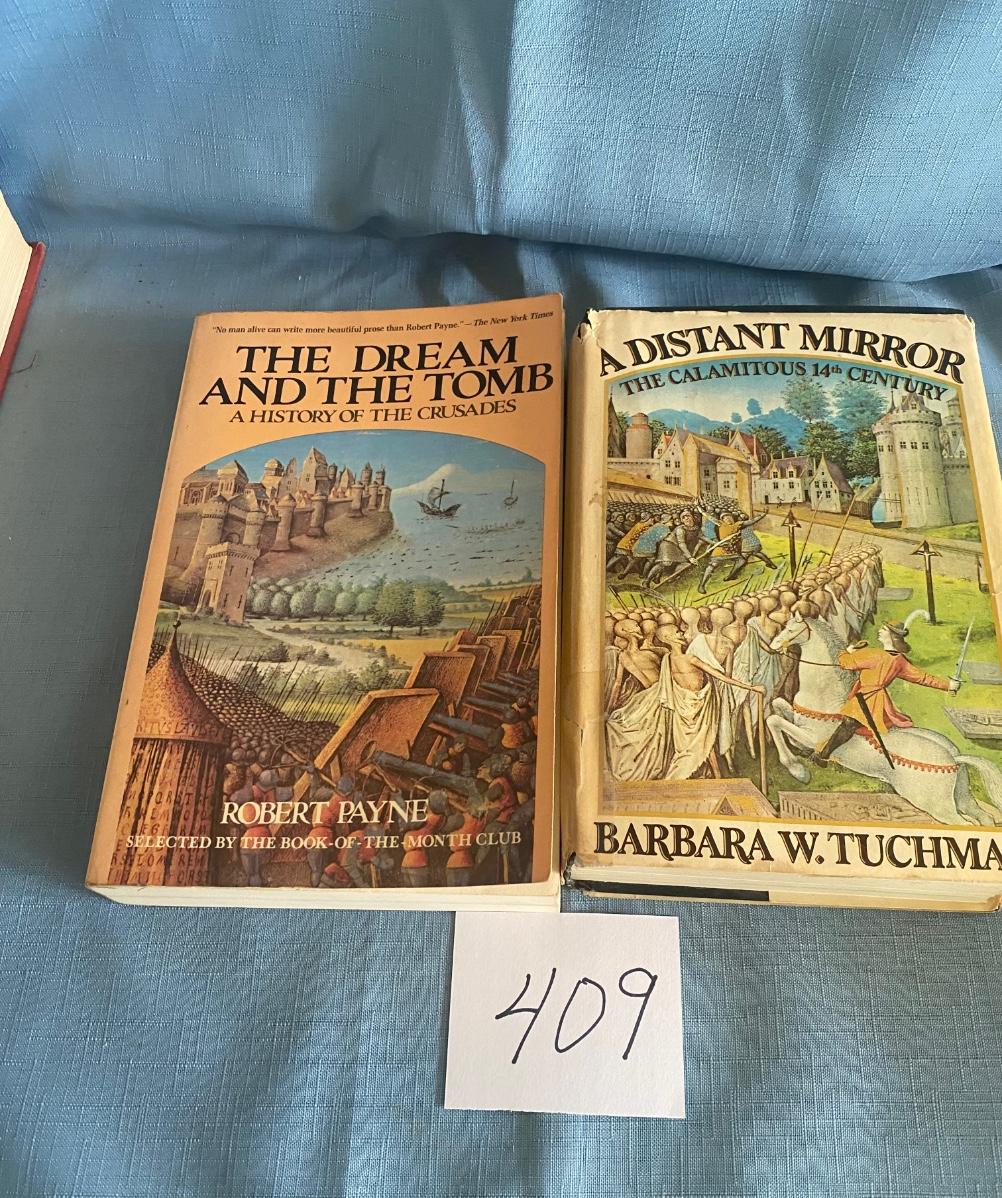 "No man alive can write more beautiful prose than Robert Payne."—The New York Times
THE DREAM
AND THE TOMB
A HISTORY OF THE CRUSADES
ROBERT PAYNE
SELECTED BY THE BOOK-OF-THE-MONTH CLUB
A DISTANT MIRROR
THE CALAMITOUS 14th CENTURY
BARBARA W. TUCHMA
409